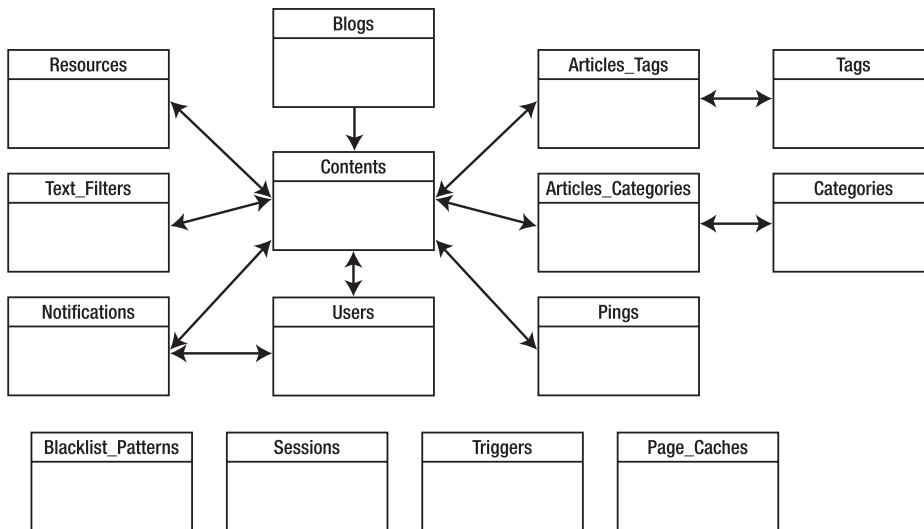 Blogs
Resources
Articles_Tags
Tags
Contents
Text_Filters
Articles_Categories
Categories
Notifications
Users
Pings
Blacklist_Patterns
Sessions
Triggers
Page_Caches